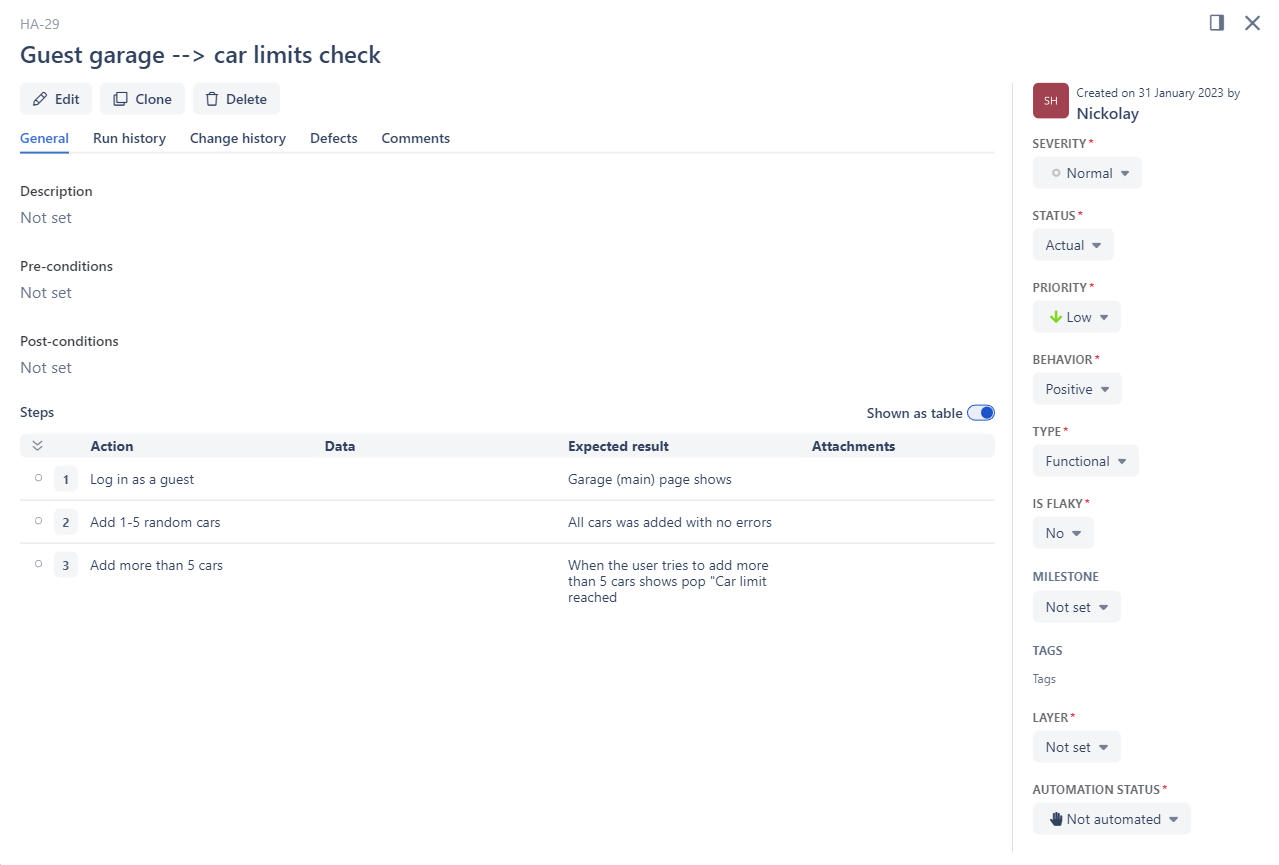 HA-29
Guest garage --> car limits check
Edit Clone Delete
General Run history Change history Defects Comments
Description
Not set
Pre-conditions
Not set
Post-conditions
Not set
Steps Shown as table
Action Data Expected result Attachments
1 Log in as a guest Garage (main) page shows
2 Add 1-5 random cars All cars was added with no errors
3 Add more than 5 cars When the user tries to add more
than 5 cars shows pop "Car limit
reached
SH Created on 31 January 2023 by
Nickolay
SEVERITY*
Normal
STATUS*
Actual
PRIORITY*
Low
BEHAVIOR*
Positive
TYPE*
Functional
IS FLAKY*
No
MILESTONE
Not set
TAGS
Tags
LAYER*
Not set
AUTOMATION STATUS*
Not automated